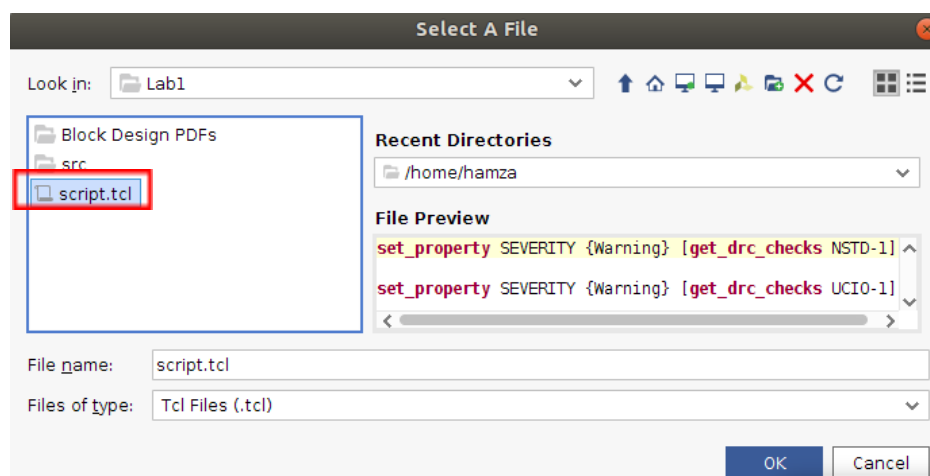 Select A File
Look in: Lab1
Block Design PDFs
src
script.tcl
Recent Directories
/home/hamza
File Preview
set_property SEVERITY {Warning} [get_drc_checks NSTD-1]
set_property SEVERITY {Warning} [get_drc_checks UCIO-1]
File name: script.tcl
Files of type: Tcl Files (.tcl)
OK Cancel